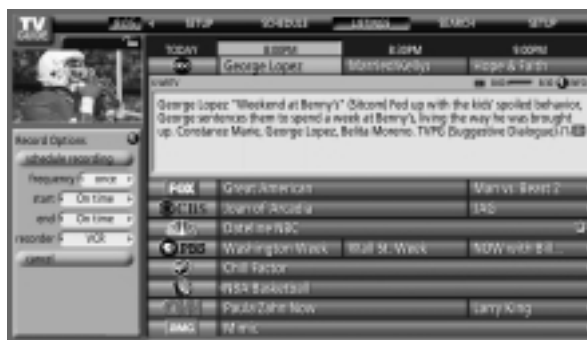 TV
GUIDE
SETUP SCHEDULE LISTINGS SEARCH SETUP
TODAY 8:00PM 8:30PM 9:00PM
abc George Lopez Married/Kellys Hope & Faith
George Lopez "Weekend at Benny's" (Sitcom) Fed up with the kids' spoiled behavior,
George sentences them to spend a week at Benny's, living the way he was brought
up. Constance Marie, George Lopez, Belita Moreno. TVPG (Suggestive Dialogue)
Record Options
schedule recording
frequency once
start On time
end On time
recorder VCR
cancel
FOX Great American Man vs. Beast 2
CBS Joan of Arcadia JAG
Dateline NBC
PBS Washington Week Wall St. Week NOW with Bill...
Chill Factor
NBA Basketball
Paula Zahn Now Larry King
AMC Mimic